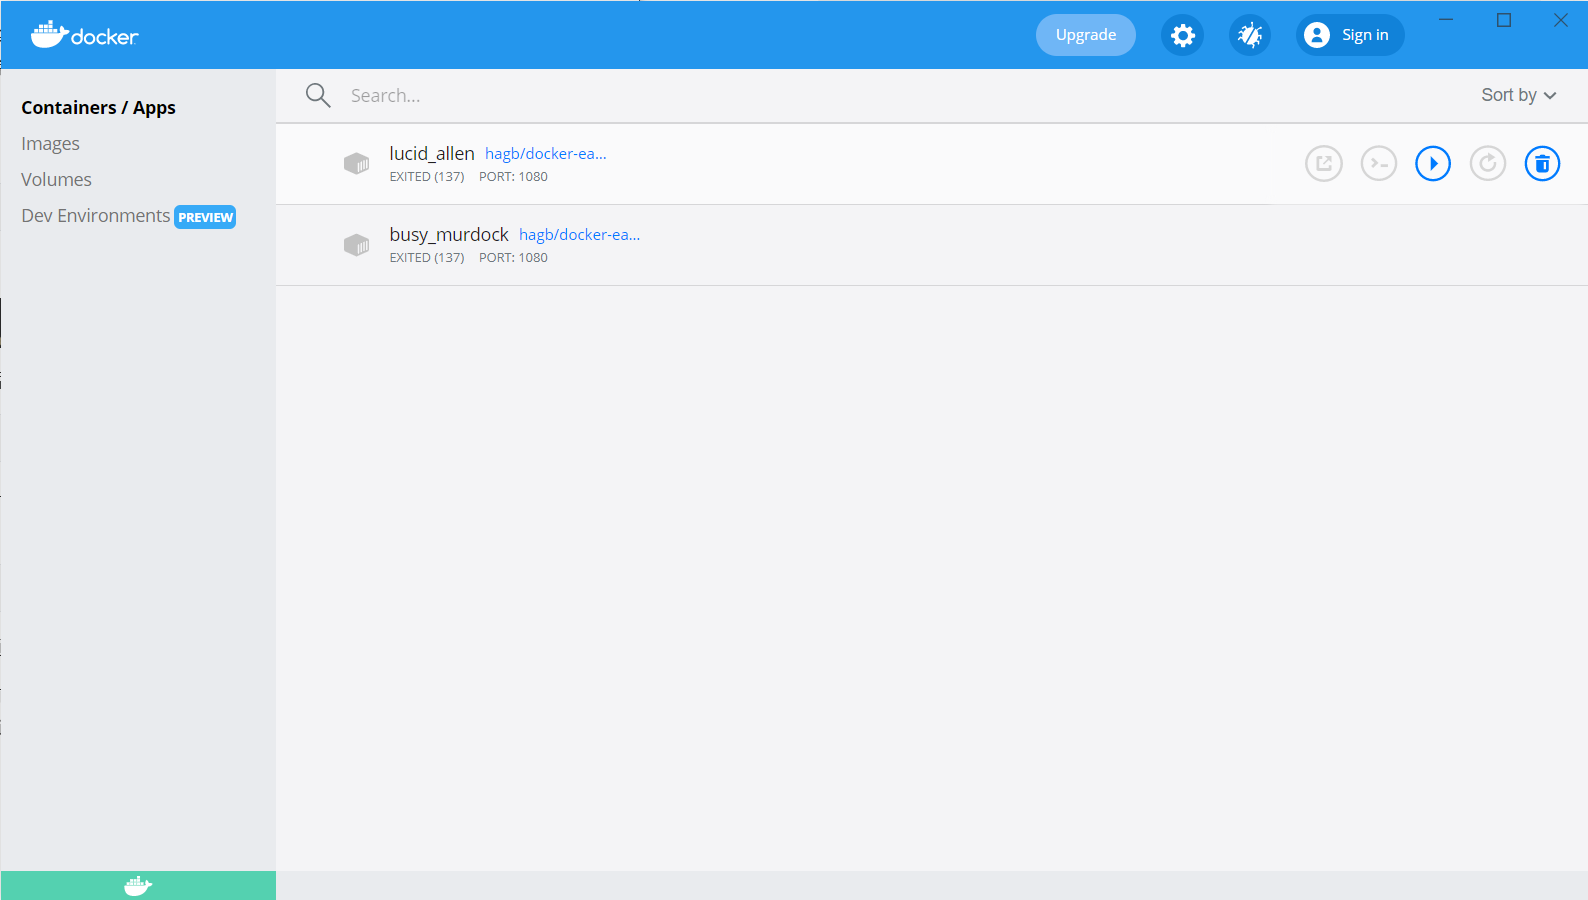 docker
Upgrade
Sign in
Containers / Apps
Images
Volumes
Dev Environments PREVIEW
Search...
Sort by
lucid_allen hagb/docker-ea...
EXITED (137) PORT: 1080
busy_murdock hagb/docker-ea...
EXITED (137) PORT: 1080